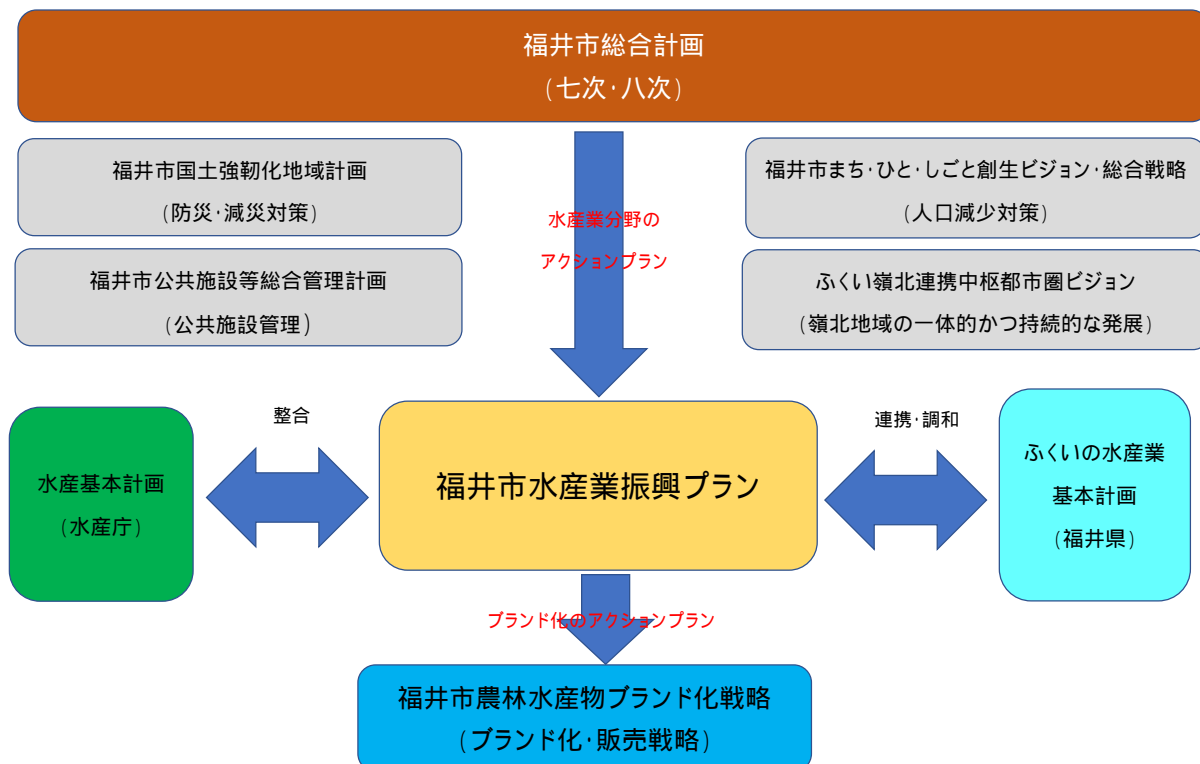 福井市総合計画
(七次・八次)
福井市国土強靭化地域計画
(防災・減災対策)
福井市まち・ひと・しごと創生ビジョン・総合戦略
(人口減少対策)
水産業分野の
アクションプラン
福井市公共施設等総合管理計画
(公共施設管理)
ふくい嶺北連携中枢都市圏ビジョン
(嶺北地域の一体的かつ持続的な発展)
整合
連携・調和
水産基本計画
(水産庁)
福井市水産業振興プラン
ふくいの水産業
基本計画
(福井県)
ブランド化のアクションプラン
福井市農林水産物ブランド化戦略
(ブランド化・販売戦略)